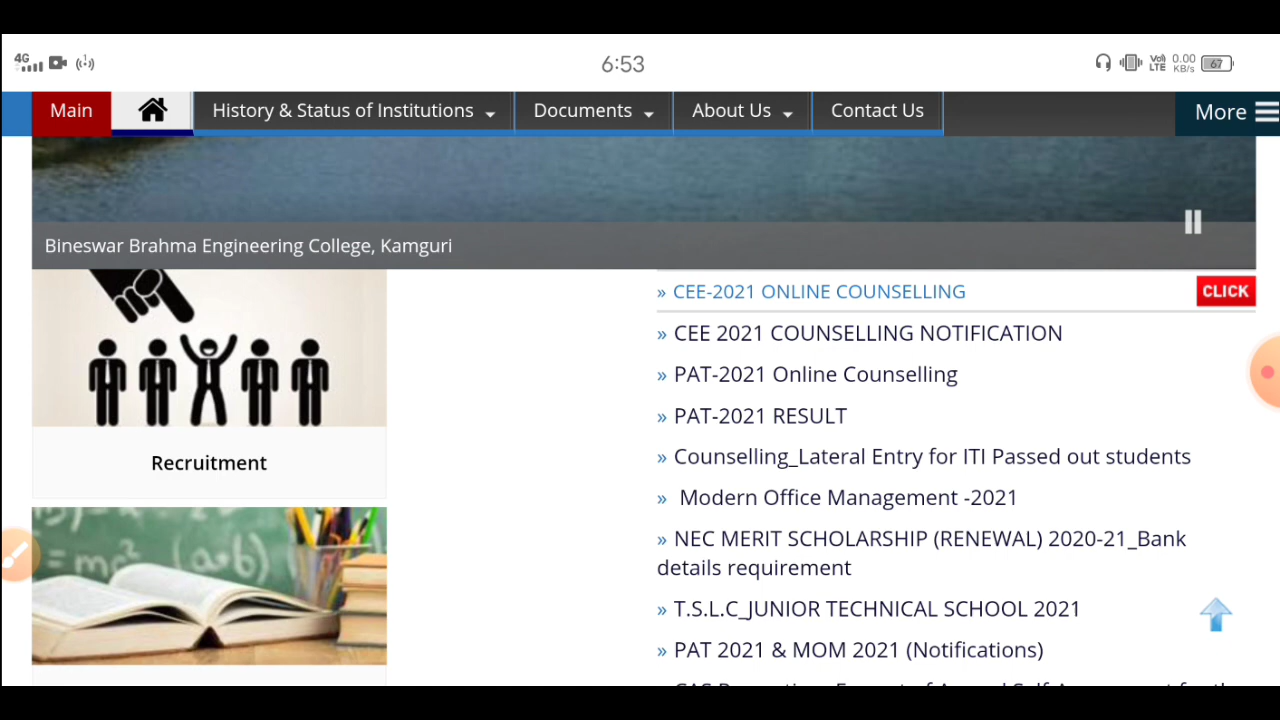 4G
6:53
Vo)
LTE
0.00
KB/s
67
Main
History & Status of Institutions
Documents
About Us
Contact Us
More
Bineswar Brahma Engineering College, Kamguri
» CEE-2021 ONLINE COUNSELLING
CLICK
» CEE 2021 COUNSELLING NOTIFICATION
» PAT-2021 Online Counselling
» PAT-2021 RESULT
» Counselling_Lateral Entry for ITI Passed out students
» Modern Office Management -2021
» NEC MERIT SCHOLARSHIP (RENEWAL) 2020-21_Bank
details requirement
» T.S.L.C_JUNIOR TECHNICAL SCHOOL 2021
» PAT 2021 & MOM 2021 (Notifications)
Recruitment